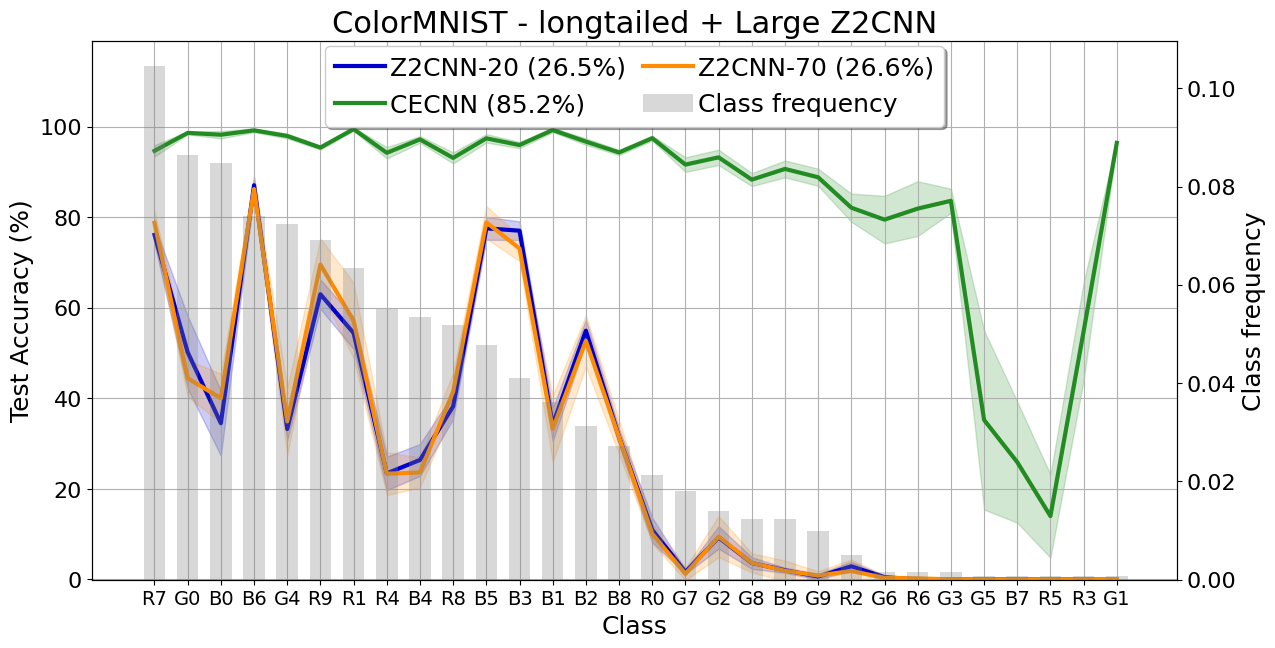 ColorMNIST - longtailed + Large Z2CNN
Z2CNN-20 (26.5%) Z2CNN-70 (26.6%)
CECNN (85.2%) Class frequency
Test Accuracy (%)
100
80
60
40
20
0
0.10
0.08
0.06
0.04
0.02
0.00
Class frequency
R7 G0 B0 B6 G4 R9 R1 R4 B4 R8 B5 B3 B1 B2 B8 R0 G7 G2 G8 B9 G9 R2 G6 R6 G3 G5 B7 R5 R3 G1
Class